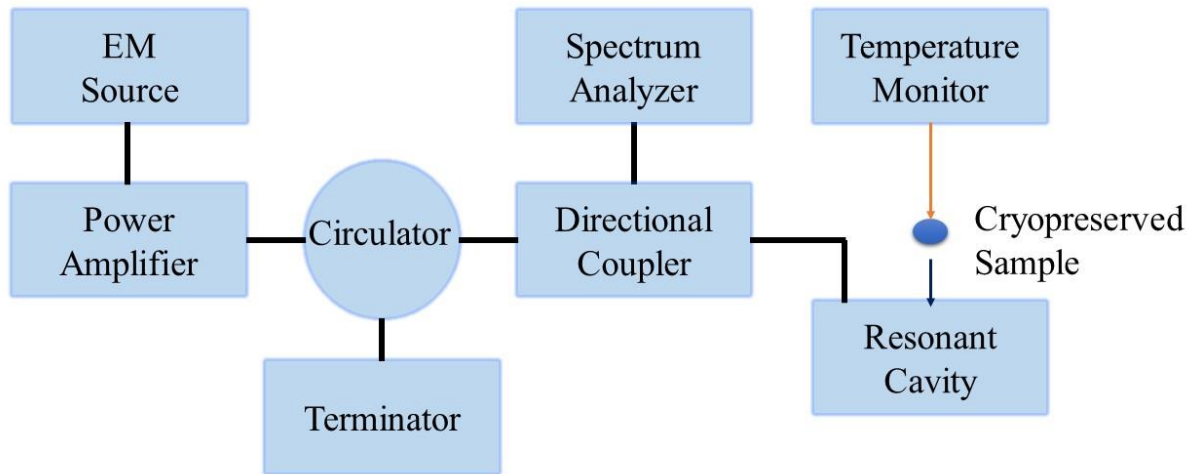 EM
Source
Spectrum
Analyzer
Temperature
Monitor
Power
Amplifier
Circulator
Directional
Coupler
Cryopreserved
Sample
Terminator
Resonant
Cavity